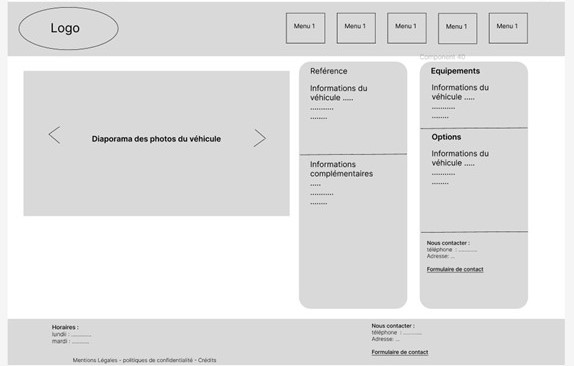 Logo
Menu 1
Menu 1
Menu 1
Menu 1
Menu 1
Component 40
Diaporama des photos du véhicule
Reférence
Informations du
véhicule .....
...........
........
Informations
complémentaires
.....
...........
........
Equipements
Informations du
véhicule .....
...........
........
Options
Informations du
véhicule .....
...........
........
Nous contacter :
téléphone : ............
Adresse: ...
Formulaire de contact
Horaires :
lundi : ............
mardi : ............
Mentions Légales - politiques de confidentialité - Crédits
Nous contacter :
téléphone : ............
Adresse: ...
Formulaire de contact